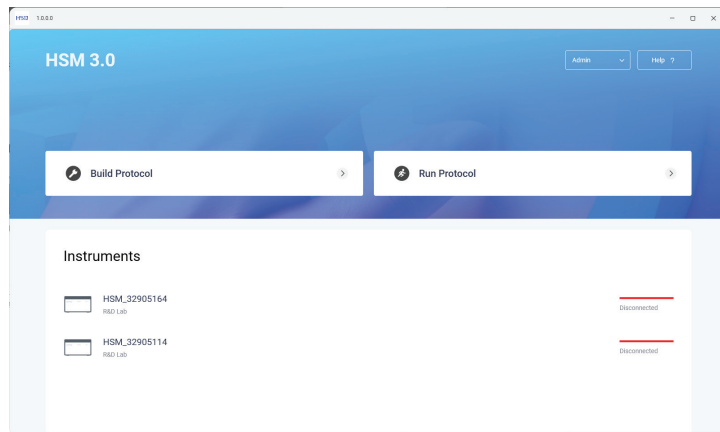 HSM 1.0.0.0
HSM 3.0
Admin
Help ?
Build Protocol
Run Protocol
Instruments
HSM_32905164
R&D Lab
Disconnected
HSM_32905114
R&D Lab
Disconnected